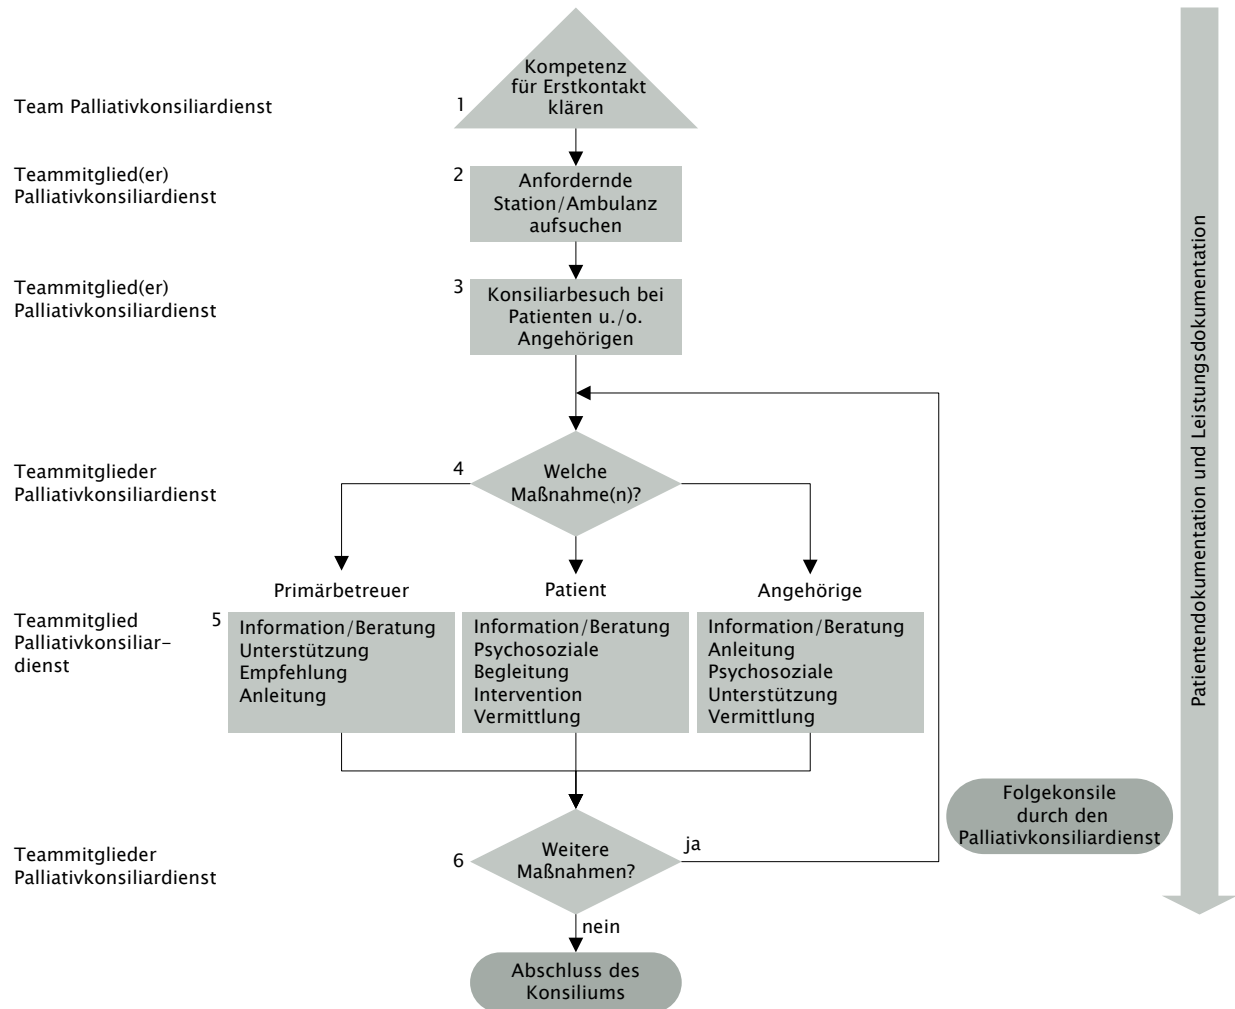 Kompetenz
für Erstkontakt
klären
Team Palliativkonsiliardienst
1
Teammitglied(er)
Palliativkonsiliardienst
2
Anfordernde
Station/Ambulanz
aufsuchen
Teammitglied(er)
Palliativkonsiliardienst
3
Konsiliarbesuch bei
Patienten u./o.
Angehörigen
Teammitglieder
Palliativkonsiliardienst
4
Welche
Maßnahme(n)?
Primärbetreuer
Patient
Angehörige
Teammitglied
Palliativkonsiliar–
dienst
5
Information/Beratung
Unterstützung
Empfehlung
Anleitung
Information/Beratung
Psychosoziale
Begleitung
Intervention
Vermittlung
Information/Beratung
Anleitung
Psychosoziale
Unterstützung
Vermittlung
Teammitglieder
Palliativkonsiliardienst
6
Weitere
Maßnahmen?
ja
nein
Folgekonsile
durch den
Palliativkonsiliardienst
Abschluss des
Konsiliums
Patientendokumentation und Leistungsdokumentation